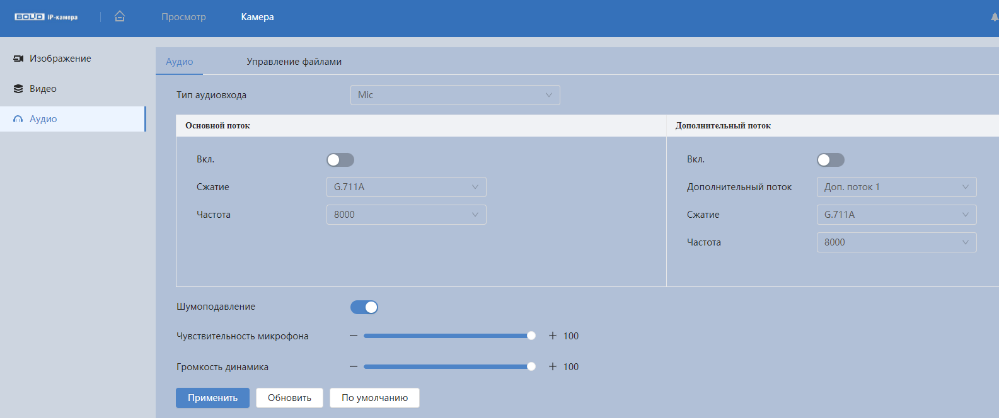 BOLID IP-камера Просмотр Камера
Изображение
Видео
Аудио
Аудио Управление файлами
Тип аудиовхода Mic
Основной поток Дополнительный поток
Вкл. Вкл.
Сжатие G.711A Дополнительный поток Доп. поток 1
Частота 8000 Сжатие G.711A
Частота 8000
Шумоподавление
Чувствительность микрофона 100
Громкость динамика 100
Применить Обновить По умолчанию